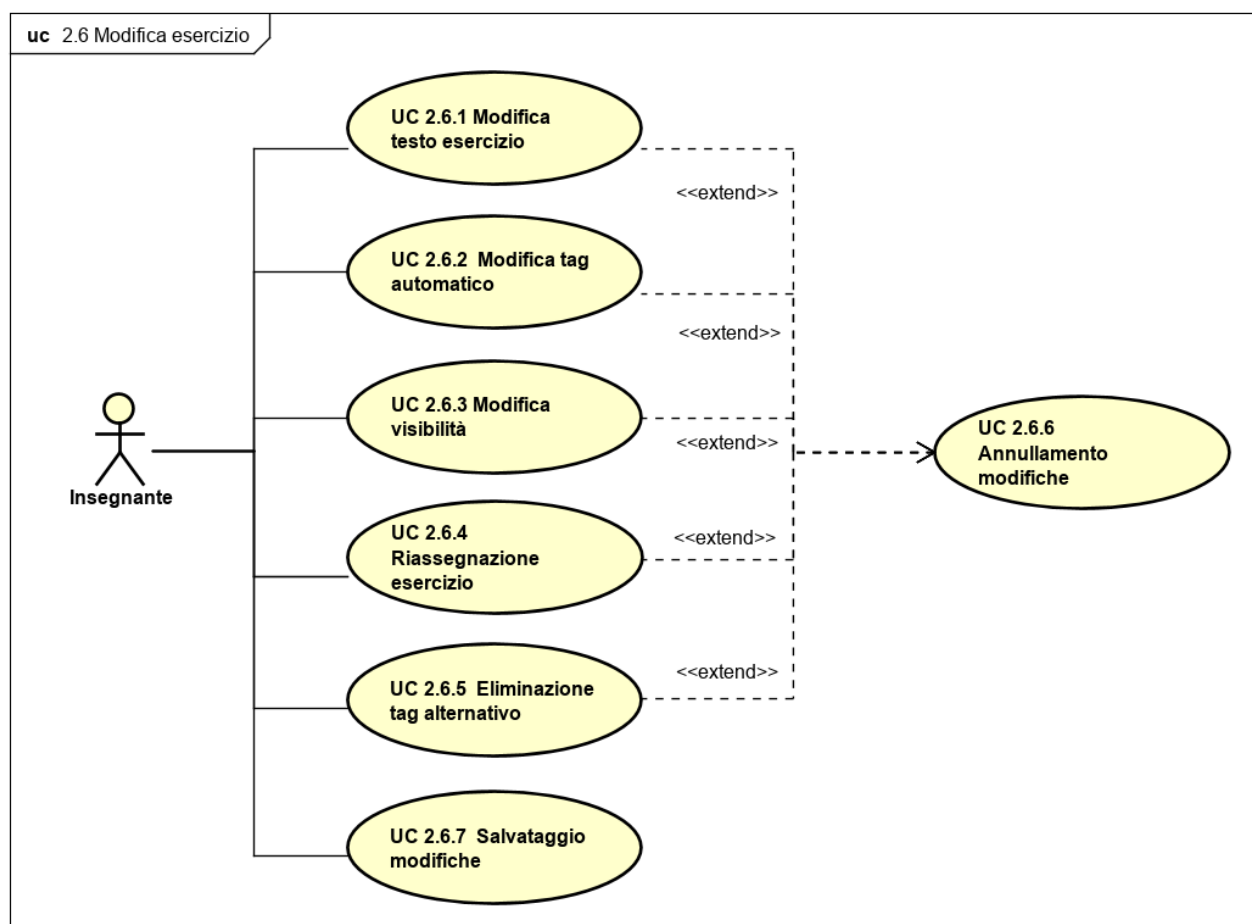 uc 2.6 Modifica esercizio
UC 2.6.1 Modifica
testo esercizio
<<extend>>
UC 2.6.2 Modifica tag
automatico
<<extend>>
UC 2.6.3 Modifica
visibilità
<<extend>>
UC 2.6.6
Annullamento
modifiche
Insegnante
UC 2.6.4
Riassegnazione
esercizio
<<extend>>
UC 2.6.5 Eliminazione
tag alternativo
<<extend>>
UC 2.6.7 Salvataggio
modifiche